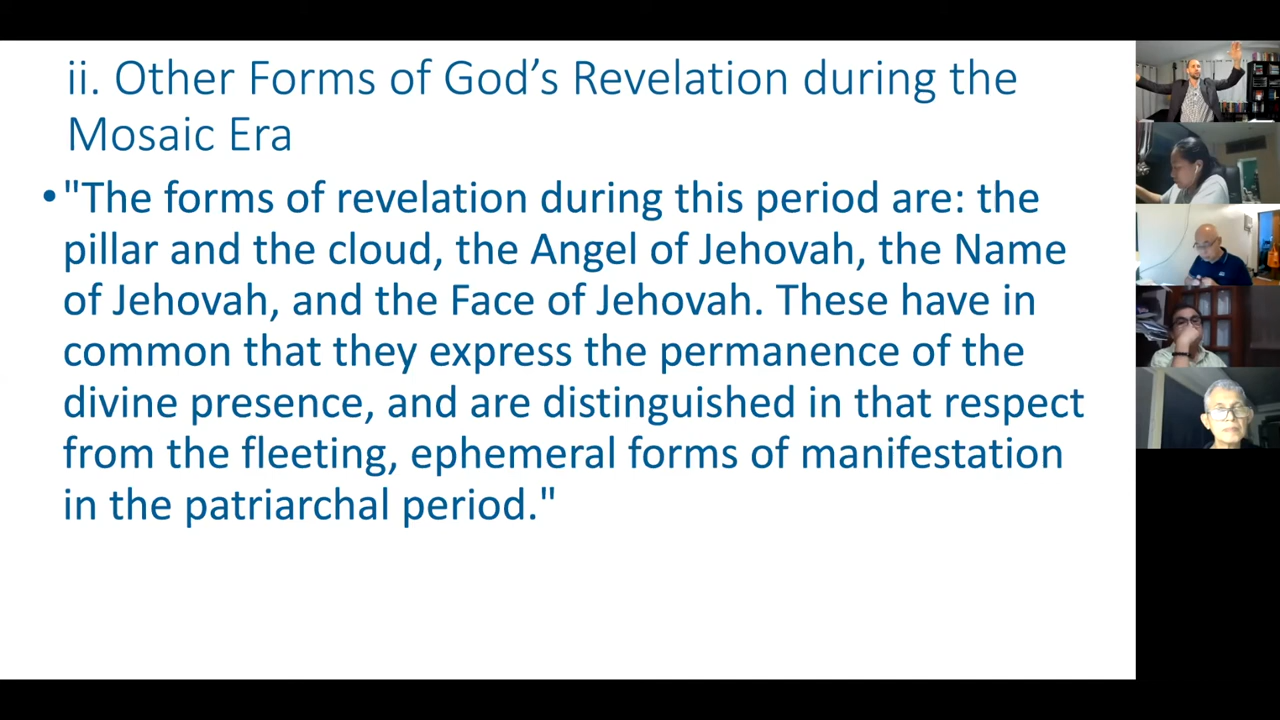 ii. Other Forms of God’s Revelation during the
Mosaic Era
• "The forms of revelation during this period are: the
pillar and the cloud, the Angel of Jehovah, the Name
of Jehovah, and the Face of Jehovah. These have in
common that they express the permanence of the
divine presence, and are distinguished in that respect
from the fleeting, ephemeral forms of manifestation
in the patriarchal period."